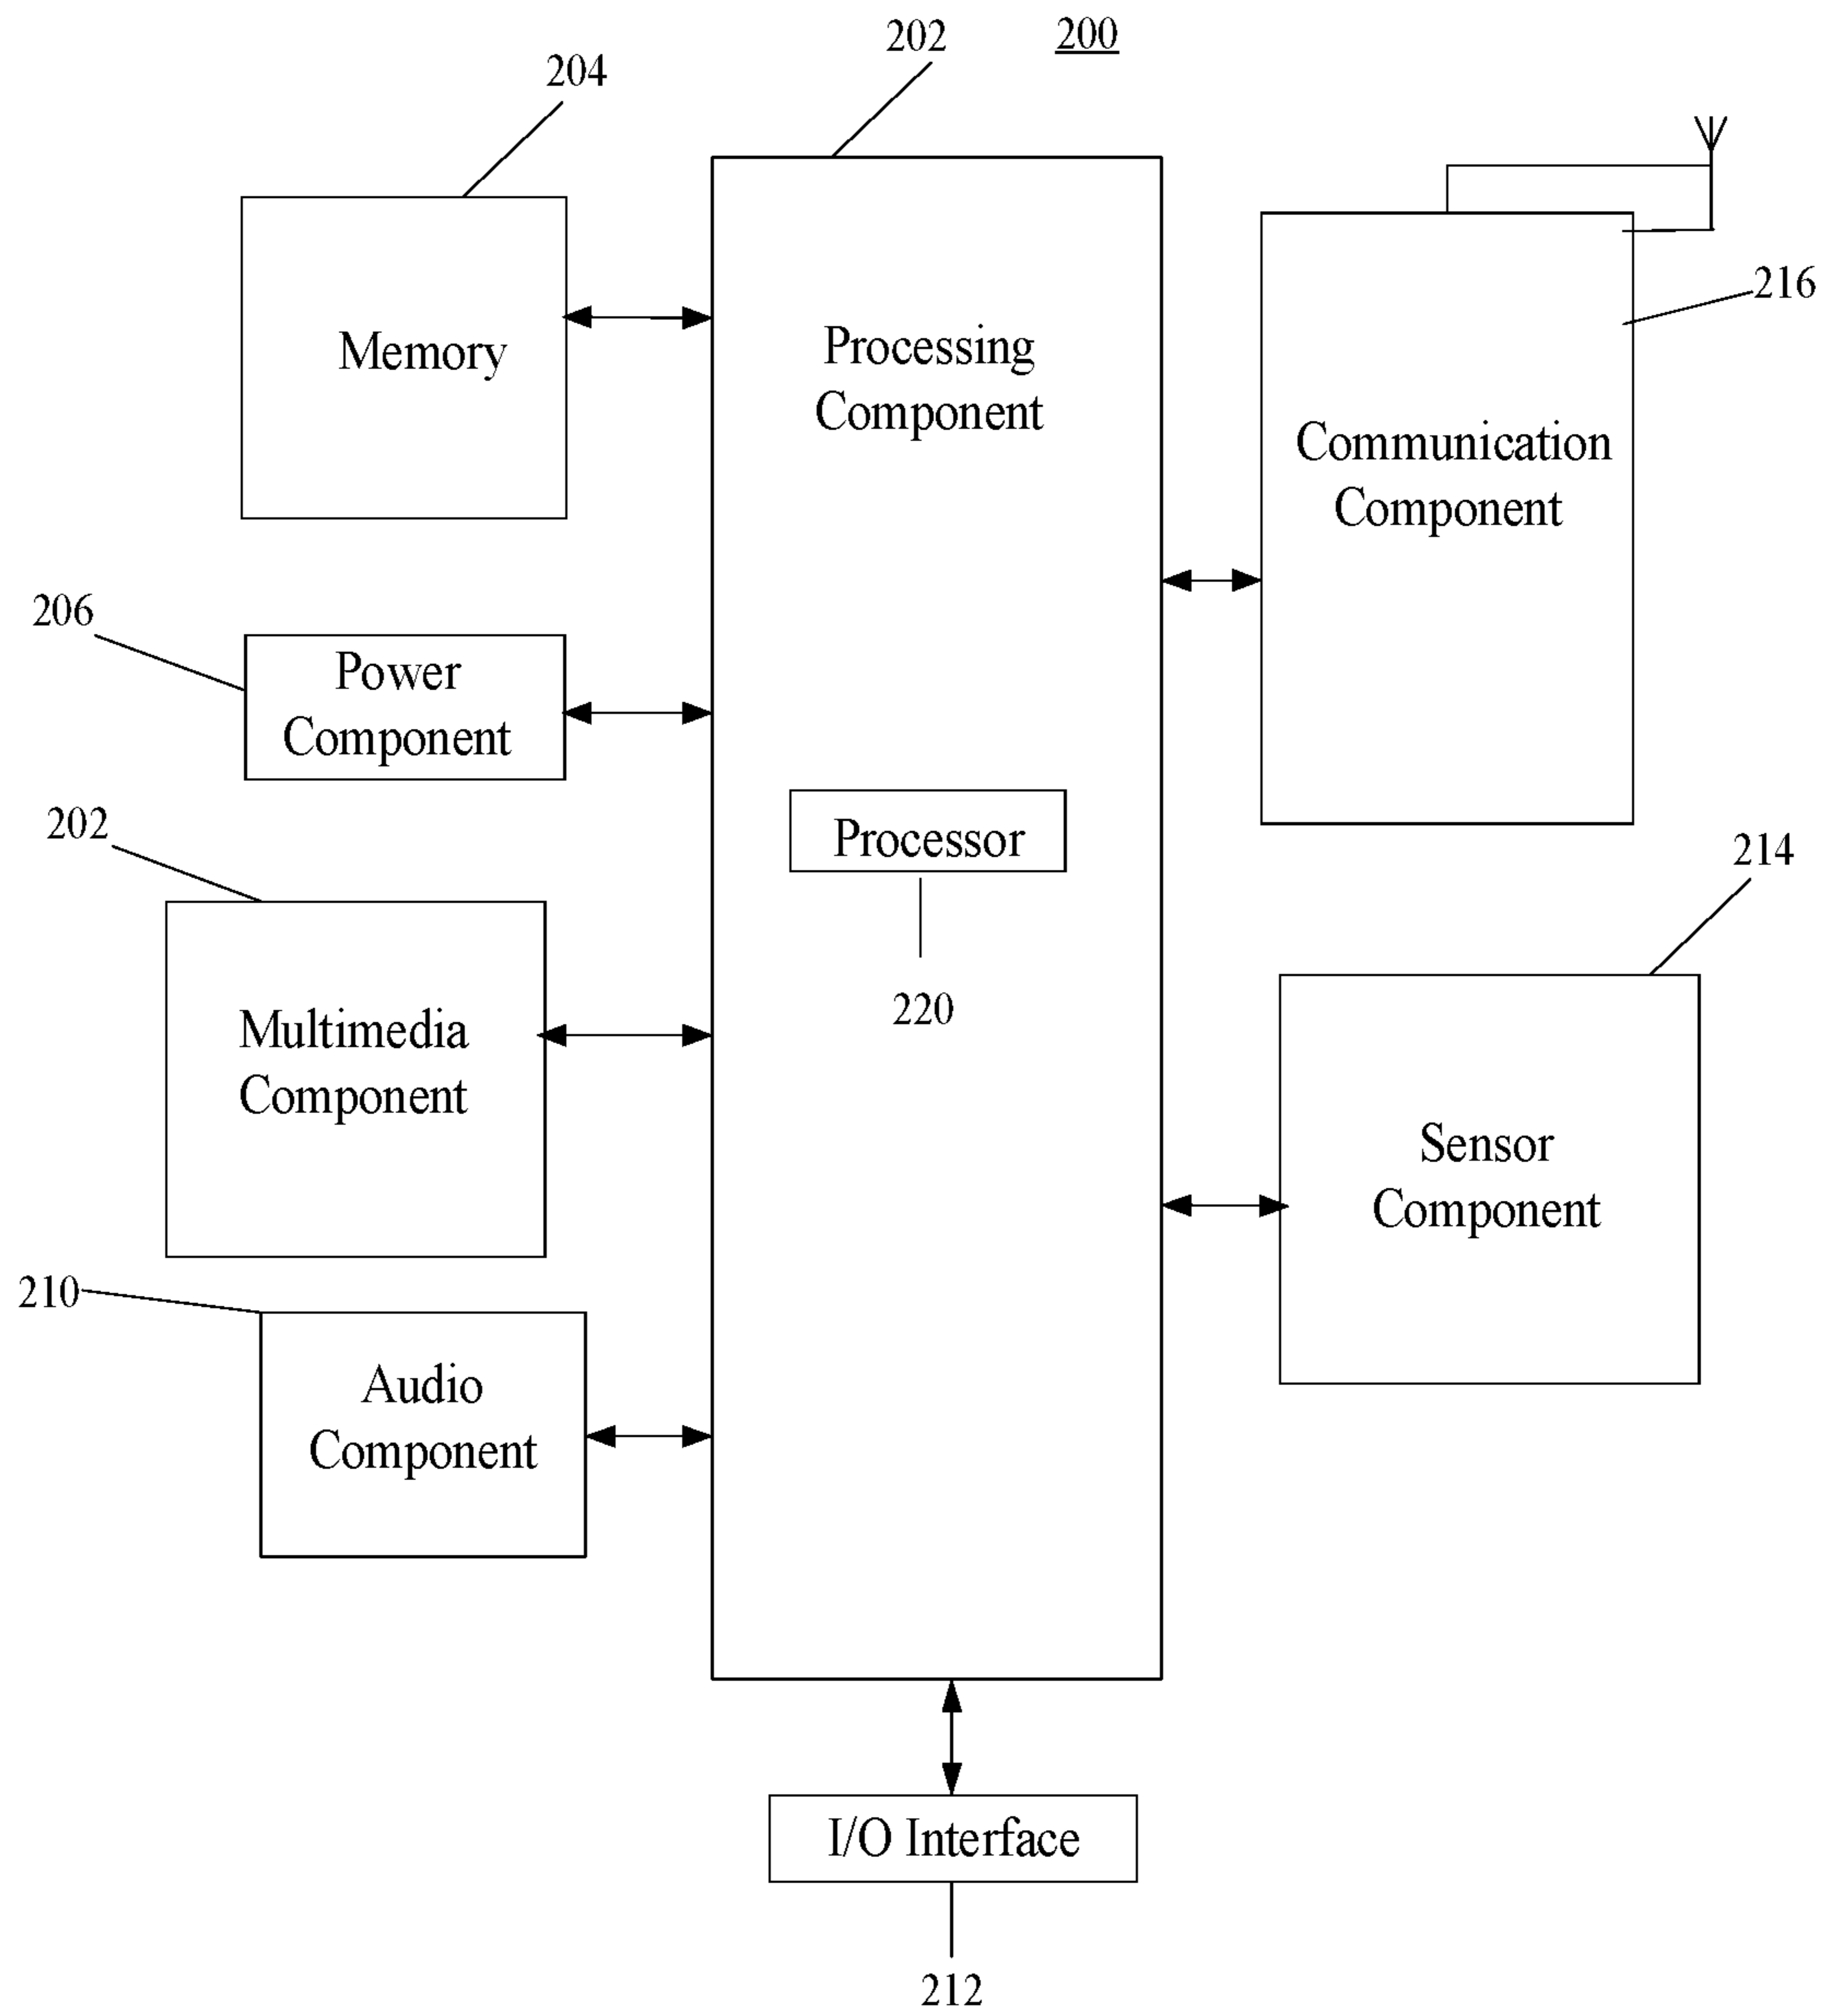 202
200
204
216
Memory
Processing
Component
Communication
Component
206
Power
Component
202
Processor
214
220
Multimedia
Component
Sensor
Component
210
Audio
Component
I/O Interface
212